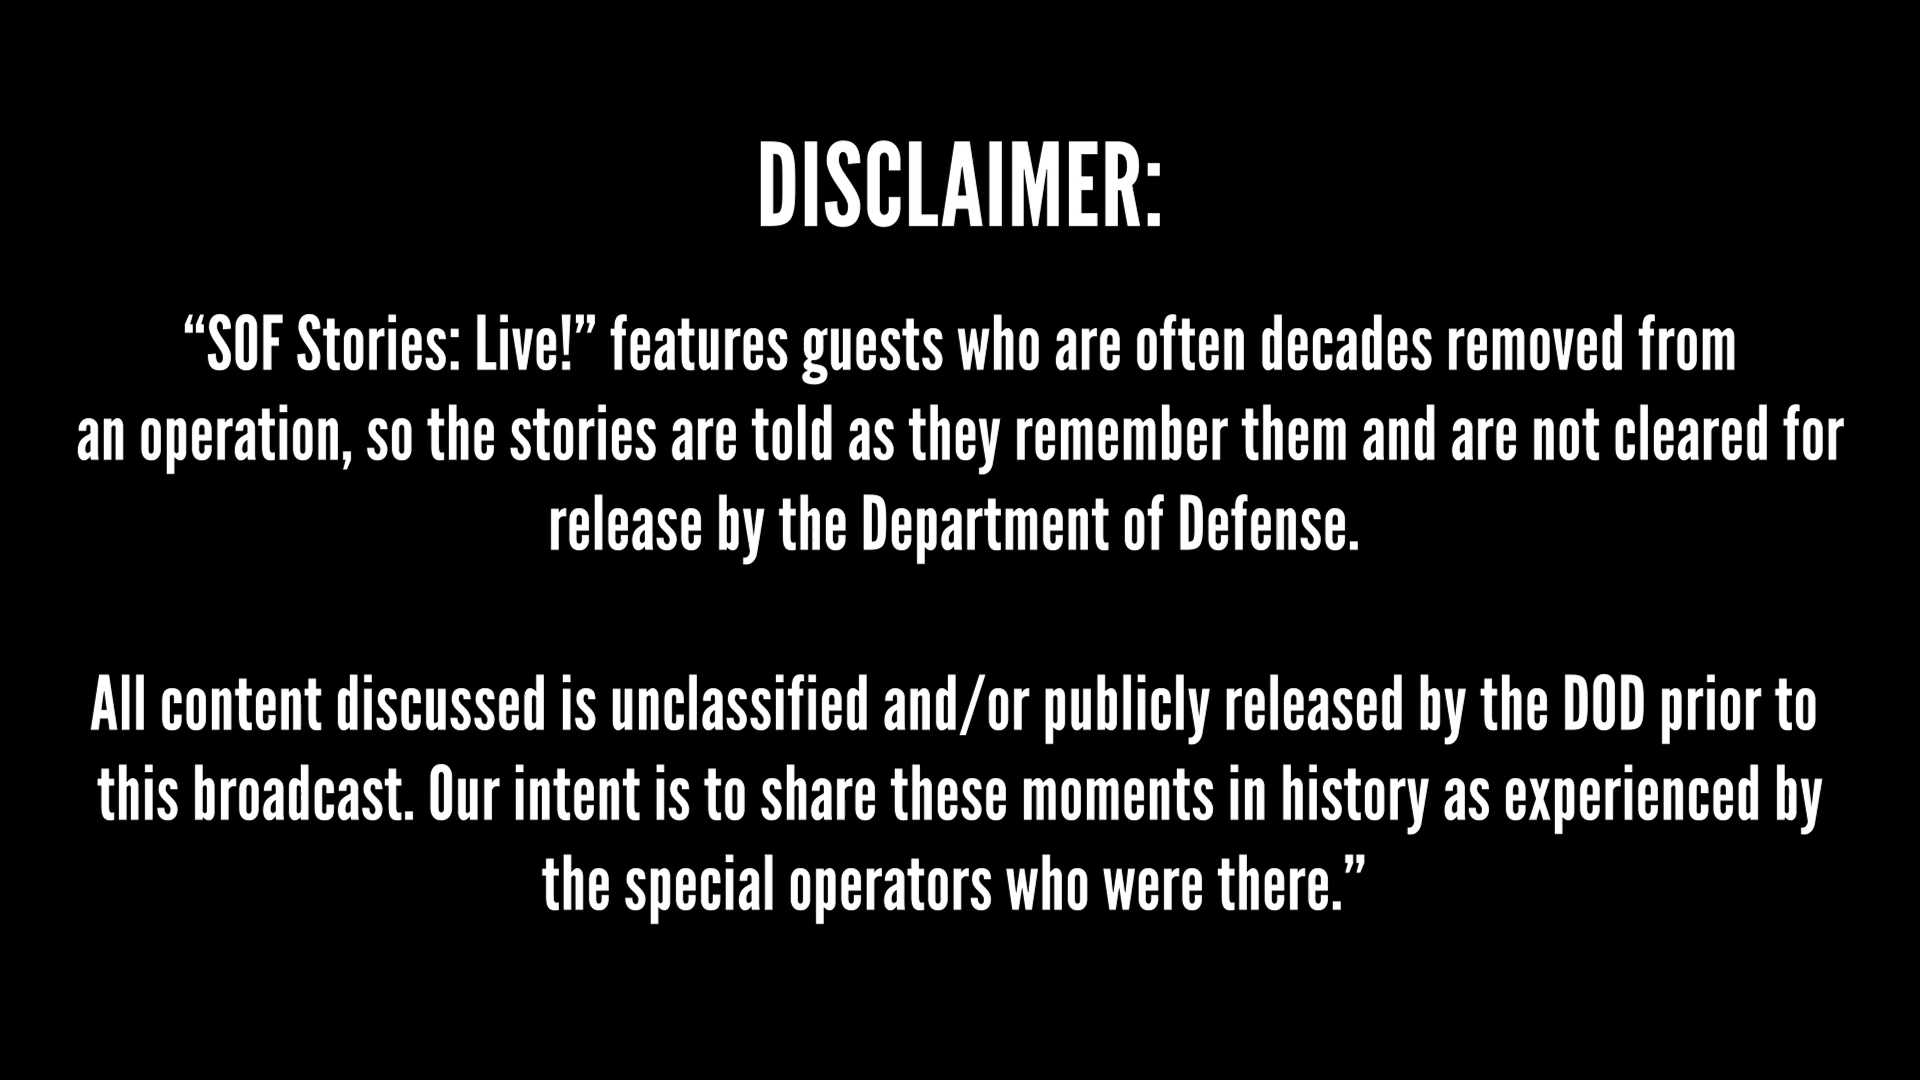 DISCLAIMER:
“SOF Stories: Live!” features guests who are often decades removed from
an operation, so the stories are told as they remember them and are not cleared for
release by the Department of Defense.
All content discussed is unclassified and/or publicly released by the DOD prior to
this broadcast. Our intent is to share these moments in history as experienced by
the special operators who were there.”